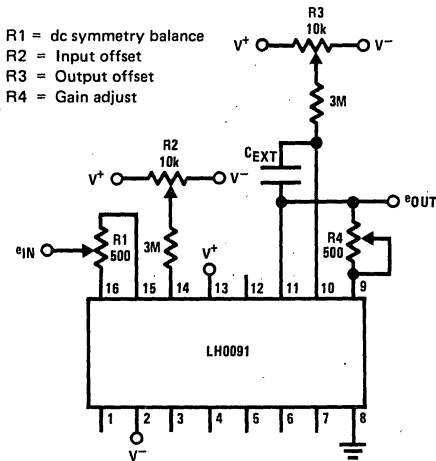 R1 = dc symmetry balance
R2 = Input offset
R3 = Output offset
R4 = Gain adjust
R3
10k
V+ V−
3M
CEXT
R2
10k
V+ V−
eOUT
eIN
R1
500
3M
V+
R4
500
16 15 14 13 12 11 10 9
LH0091
1 2 3 4 5 6 7 8
V−